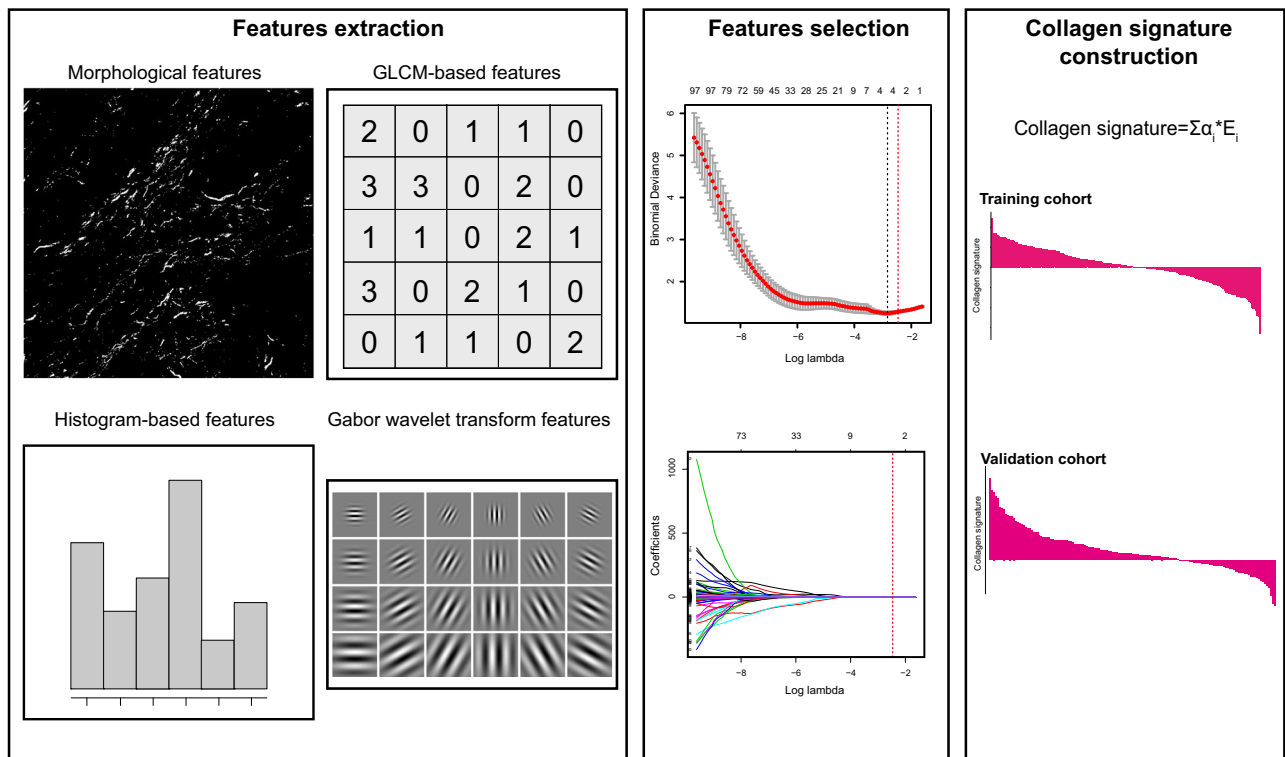 Features extraction
Morphological features
GLCM-based features
2 0 1 1 0
3 3 0 2 0
1 1 0 2 1
3 0 2 1 0
0 1 1 0 2
Histogram-based features
Gabor wavelet transform features
Features selection
97 97 79 72 59 45 33 28 25 21 9 7 4 4 2 1
6
5
4
3
2
Binomial Deviance
-8 -6 -4 -2
Log lambda
73 33 9 2
1000
500
0
Coefficients
-8 -6 -4 -2
Log lambda
Collagen signature
construction
Collagen signature=Σαi*Ei
Training cohort
Collagen signature
Validation cohort
Collagen signature